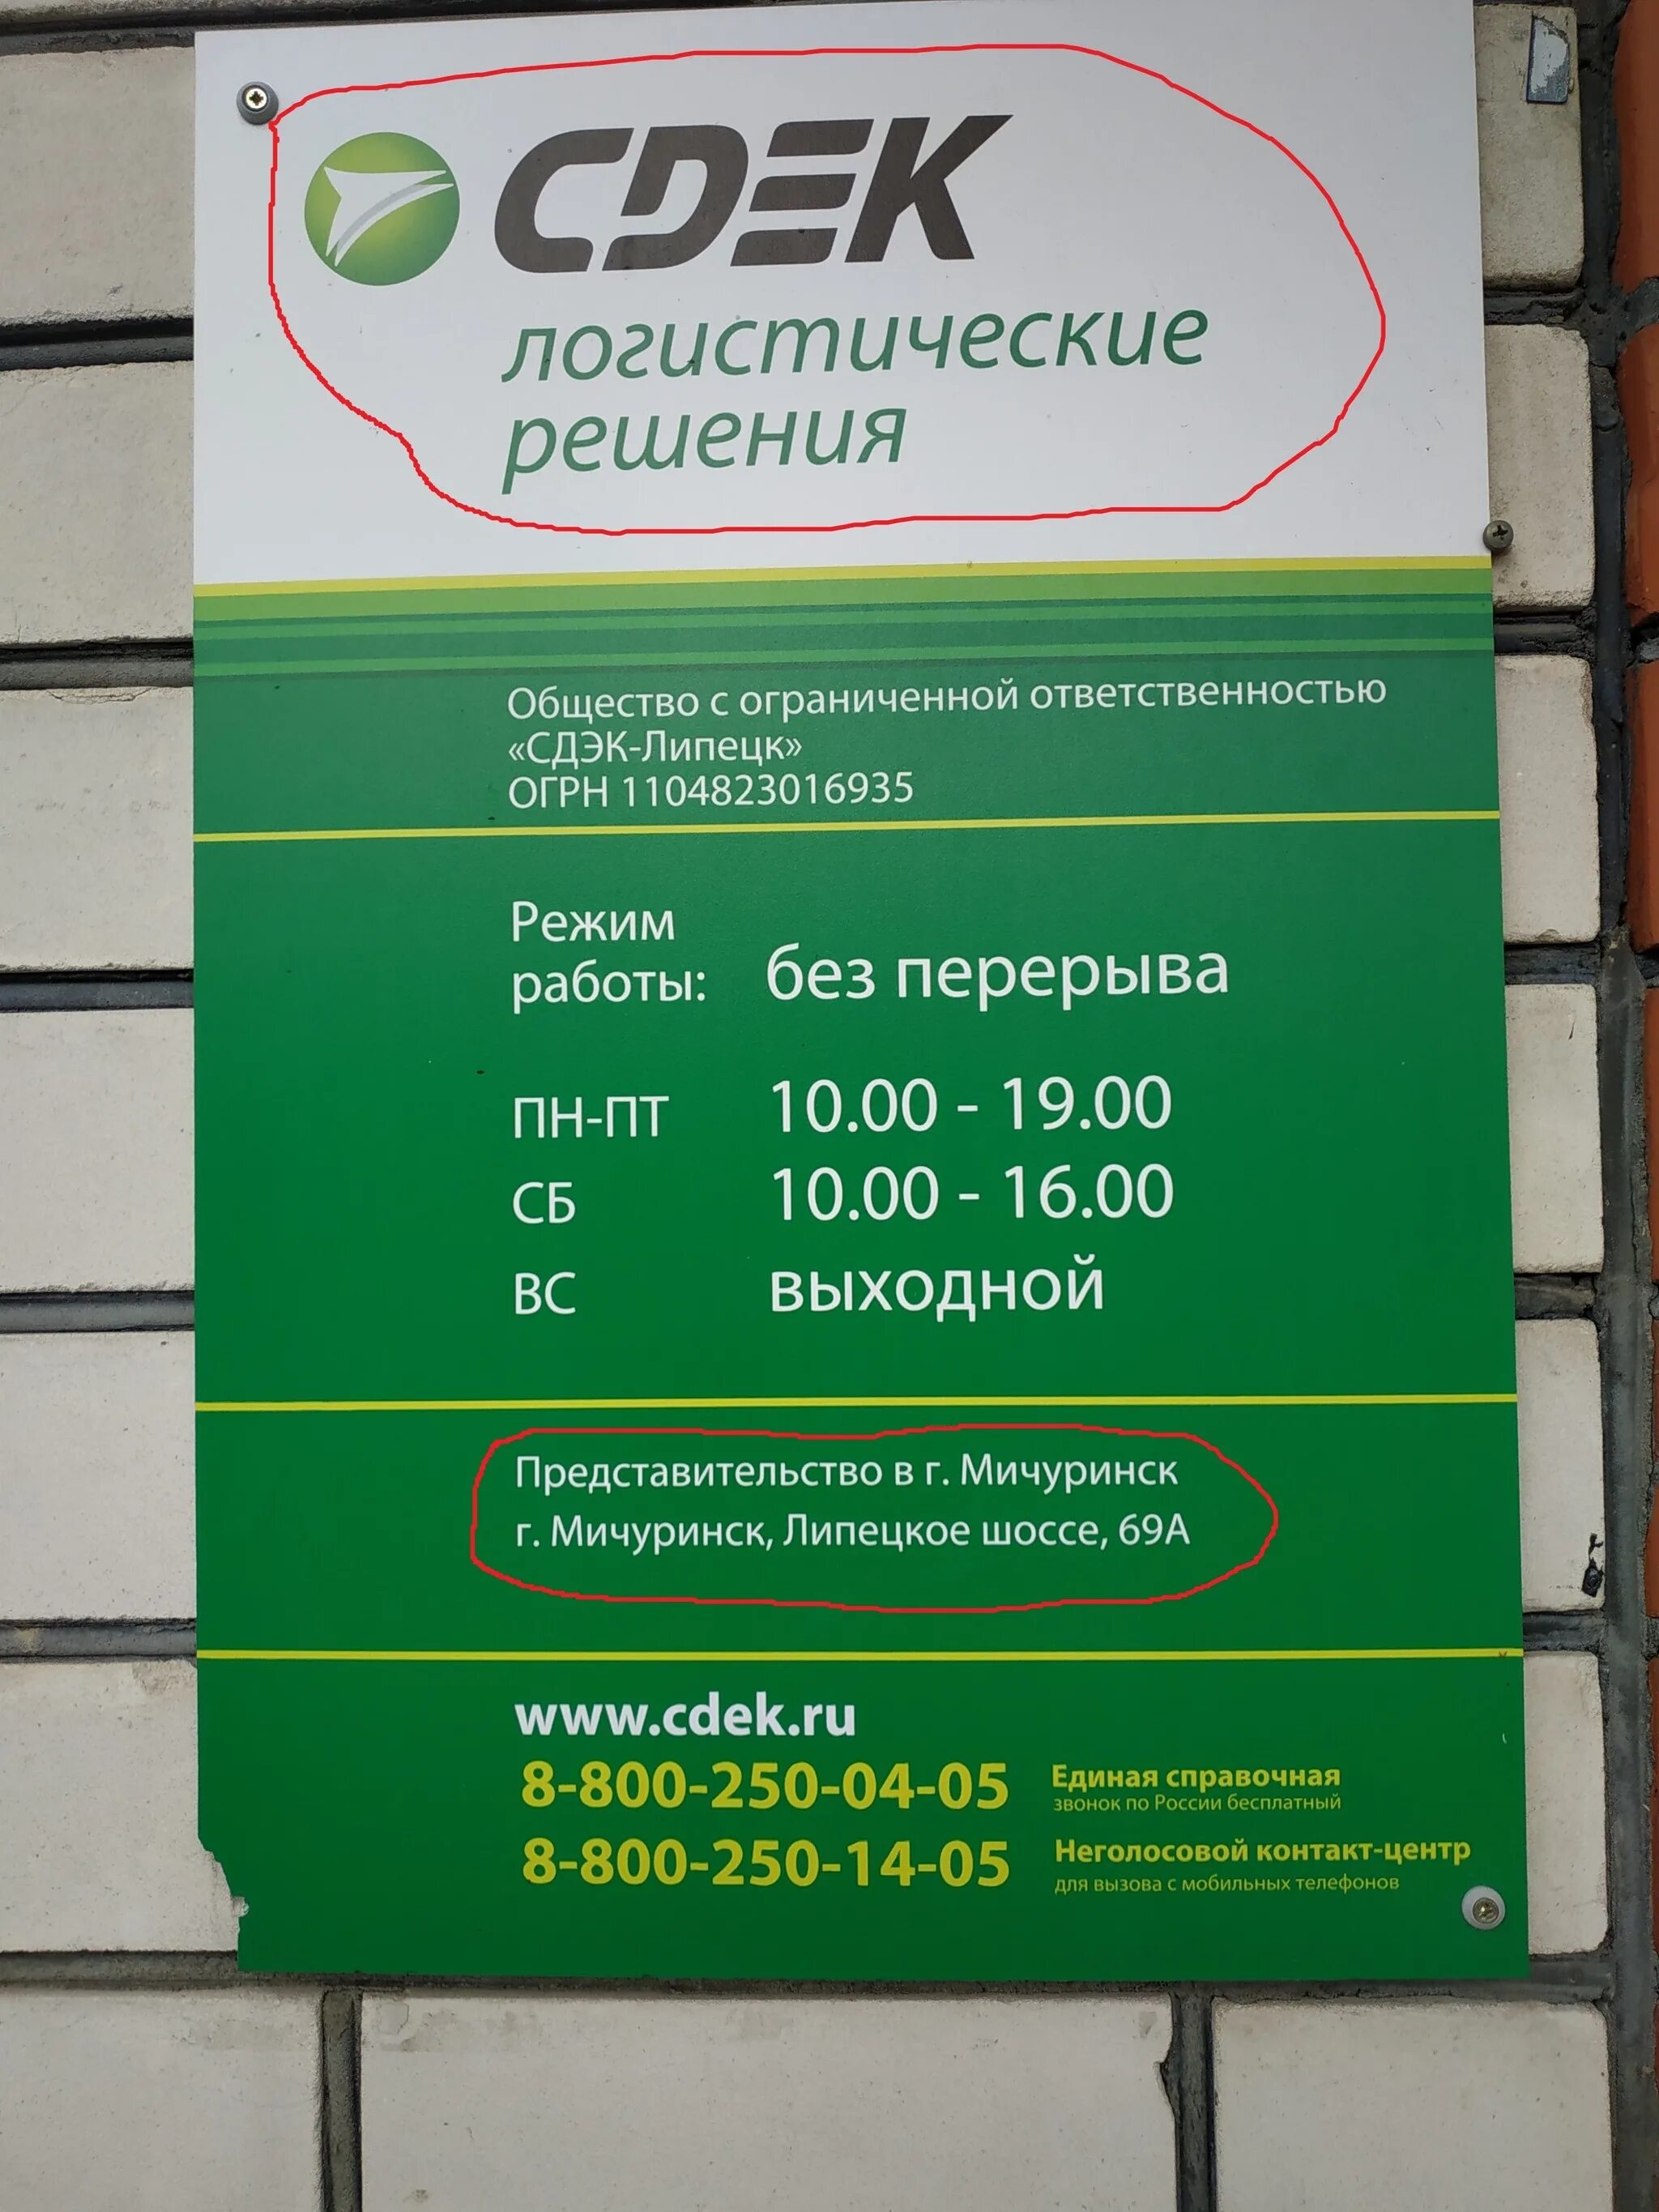 CDEK
логистические
решения
Общество с ограниченной ответственностью
«СДЭК-Липецк»
ОГРН 1104823016935
Режим
работы: без перерыва
ПН-ПТ 10.00 - 19.00
СБ 10.00 - 16.00
ВС выходной
Представительство в г. Мичуринск
г. Мичуринск, Липецкое шоссе, 69А
www.cdek.ru
8-800-250-04-05 Единая справочная
звонок по России бесплатный
8-800-250-14-05 Неголосовой контакт-центр
для вызова с мобильных телефонов